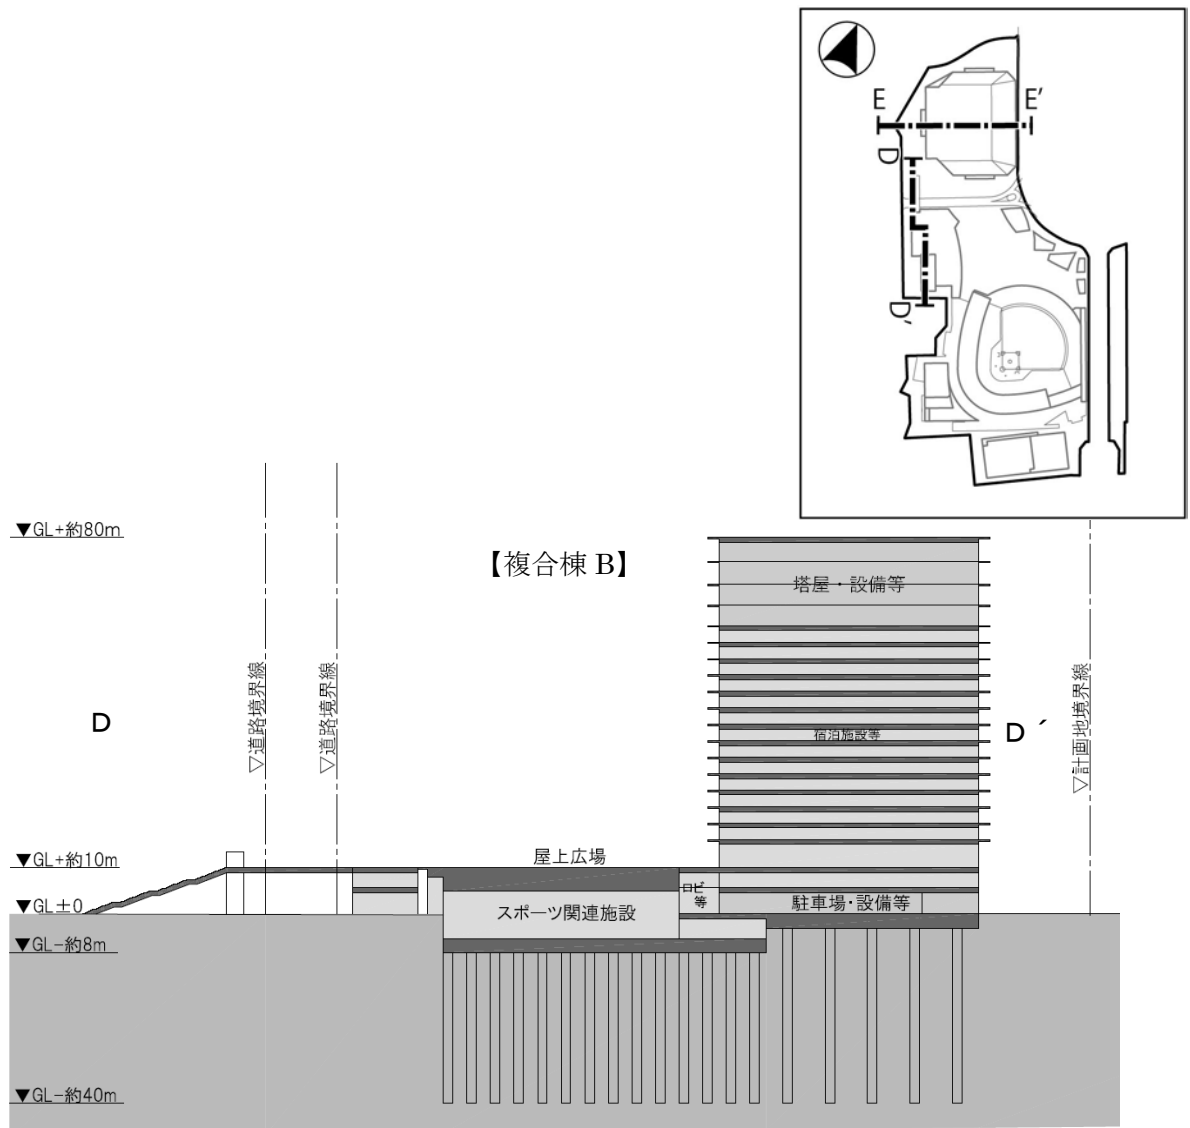 E
E'
D
D'
▼GL+約80m
【複合棟 B】
塔屋・設備等
▽道路境界線
▽道路境界線
宿泊施設等
▽計画地境界線
D
D´
▼GL+約10m
屋上広場
ロビー等
▼GL±0
スポーツ関連施設
駐車場・設備等
▼GL-約8m
▼GL-約40m